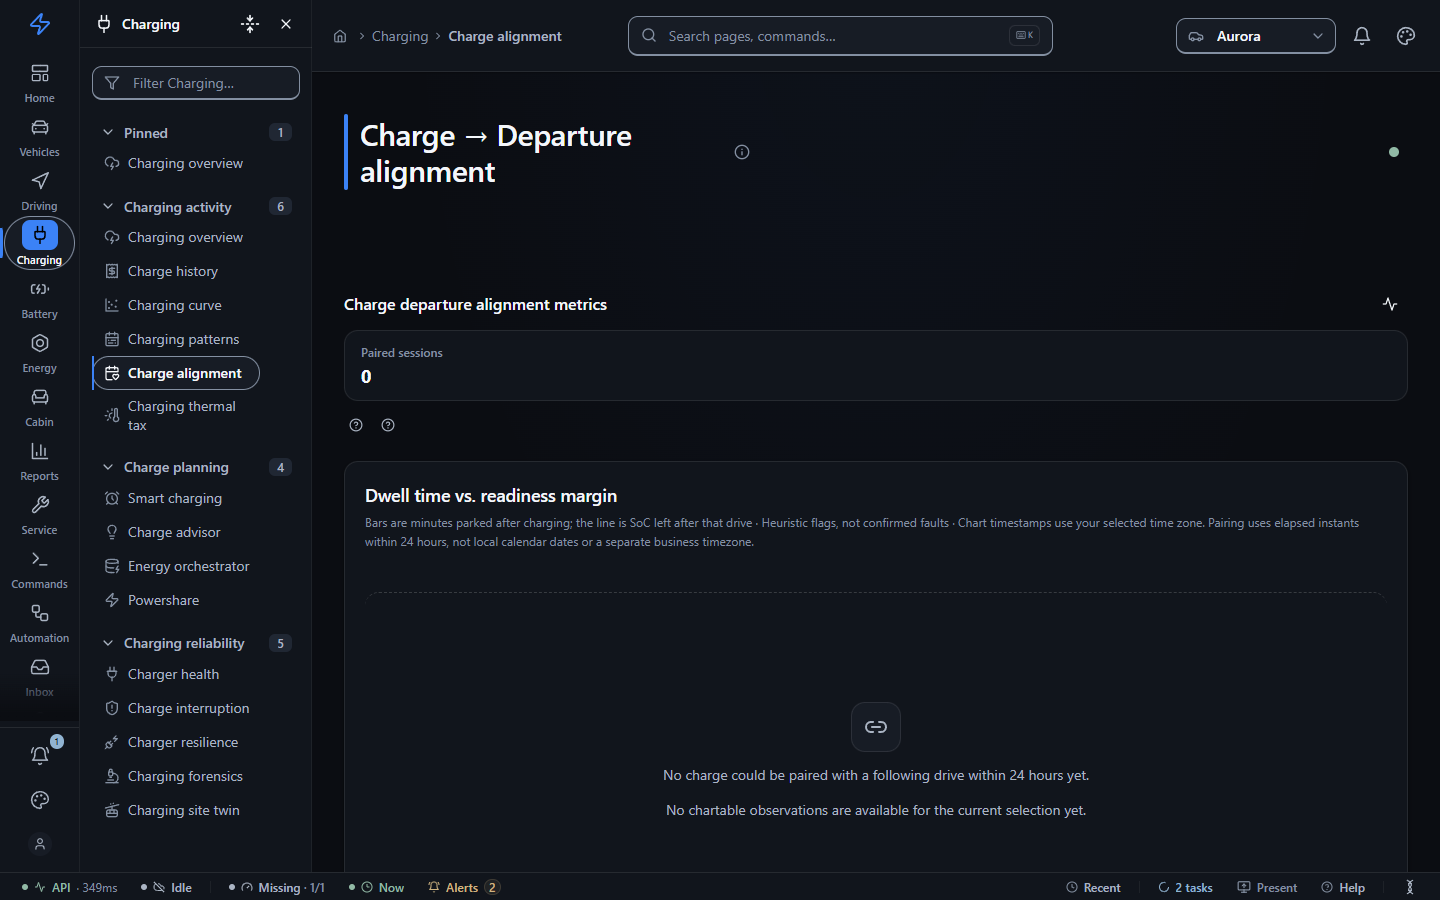 Home
Vehicles
Driving
Charging
Battery
Energy
Cabin
Reports
Service
Commands
Automation
Inbox
1
Charging
Filter Charging...
Pinned 1
Charging overview
Charging activity 6
Charging overview
Charge history
Charging curve
Charging patterns
Charge alignment
Charging thermal
tax
Charge planning 4
Smart charging
Charge advisor
Energy orchestrator
Powershare
Charging reliability 5
Charger health
Charge interruption
Charger resilience
Charging forensics
Charging site twin
Charging › Charge alignment
Search pages, commands...
K
Aurora
Charge → Departure
alignment
Charge departure alignment metrics
Paired sessions
0
Dwell time vs. readiness margin
Bars are minutes parked after charging; the line is SoC left after that drive · Heuristic flags, not confirmed faults · Chart timestamps use your selected time zone. Pairing uses elapsed instants
within 24 hours, not local calendar dates or a separate business timezone.
No charge could be paired with a following drive within 24 hours yet.
No chartable observations are available for the current selection yet.
API · 349ms
Idle
Missing · 1/1
Now
Alerts 2
Recent
2 tasks
Present
Help